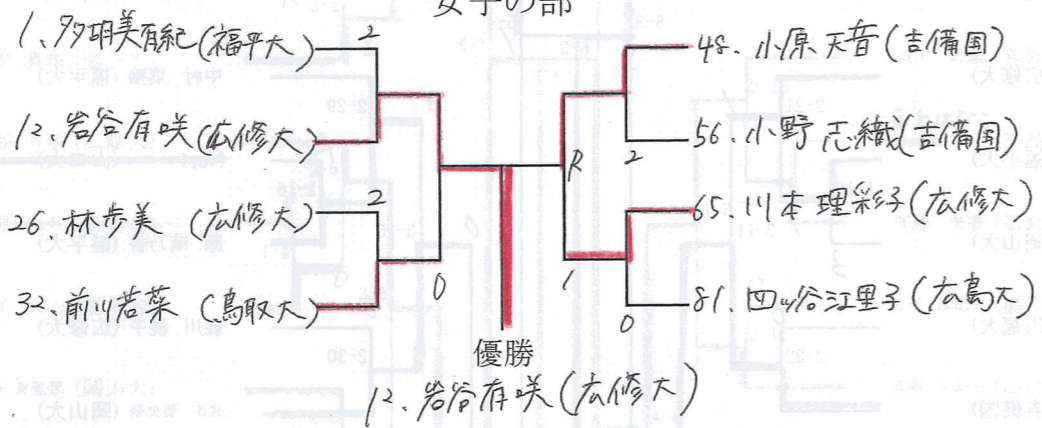 女子の部
1、多胡美有紀(福平大)
2
48、小原天音(吉備国)
12、岩谷有咲(広修大)
56、小野志織(吉備国)
2
R
26、林歩美(広修大)
2
65、川本理彩子(広修大)
32、前川若菜(鳥取大)
0
1
81、四ツ谷江里子(広島大)
0
優勝
12、岩谷有咲(広修大)